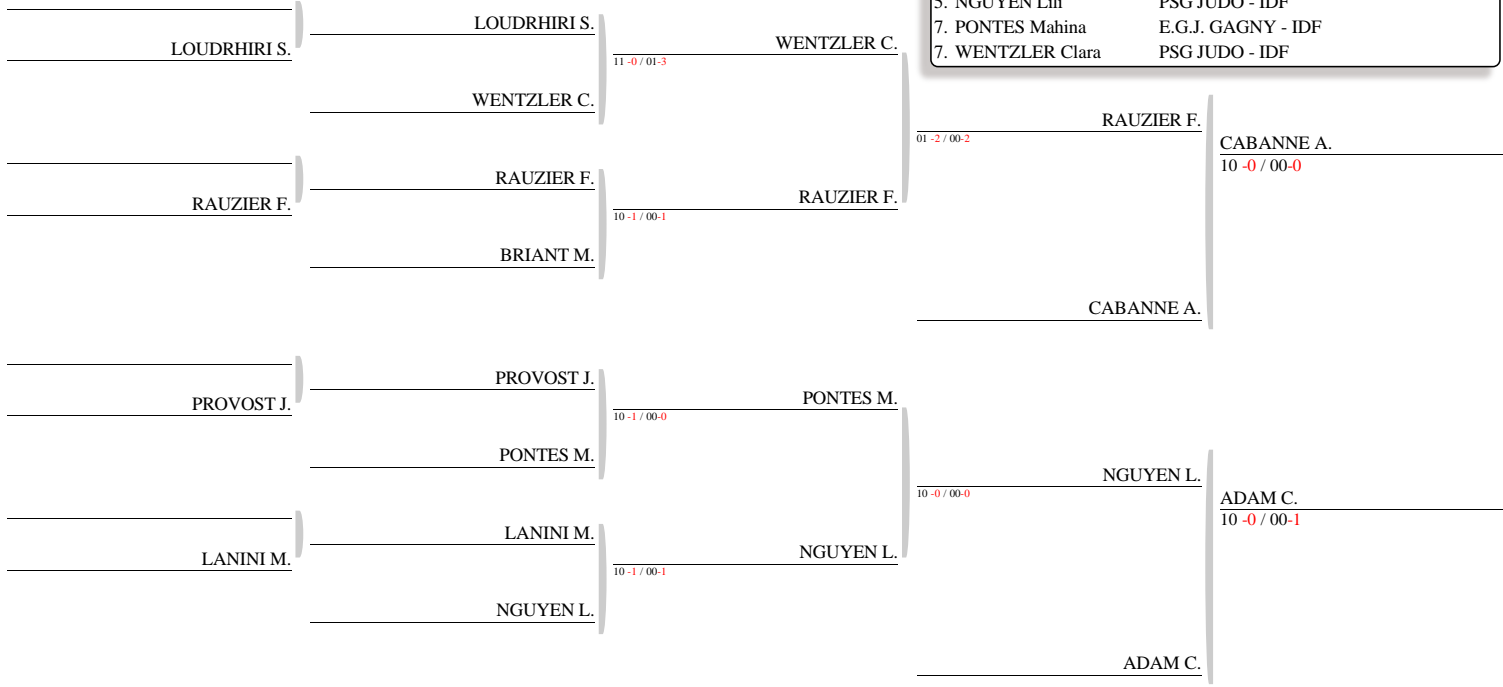 5. NGUYEN Lili PSG JUDO - IDF
7. PONTES Mahina E.G.J. GAGNY - IDF
7. WENTZLER Clara PSG JUDO - IDF
LOUDRHIRI S.
RAUZIER F.
PROVOST J.
LANINI M.
LOUDRHIRI S.
WENTZLER C.
RAUZIER F.
BRIANT M.
PROVOST J.
PONTES M.
LANINI M.
NGUYEN L.
WENTZLER C.
11 -0 / 01-3
RAUZIER F.
10 -1 / 00-1
PONTES M.
10 -1 / 00-0
NGUYEN L.
10 -1 / 00-1
RAUZIER F.
01 -2 / 00-2
CABANNE A.
NGUYEN L.
10 -0 / 00-0
ADAM C.
CABANNE A.
10 -0 / 00-0
ADAM C.
10 -0 / 00-1